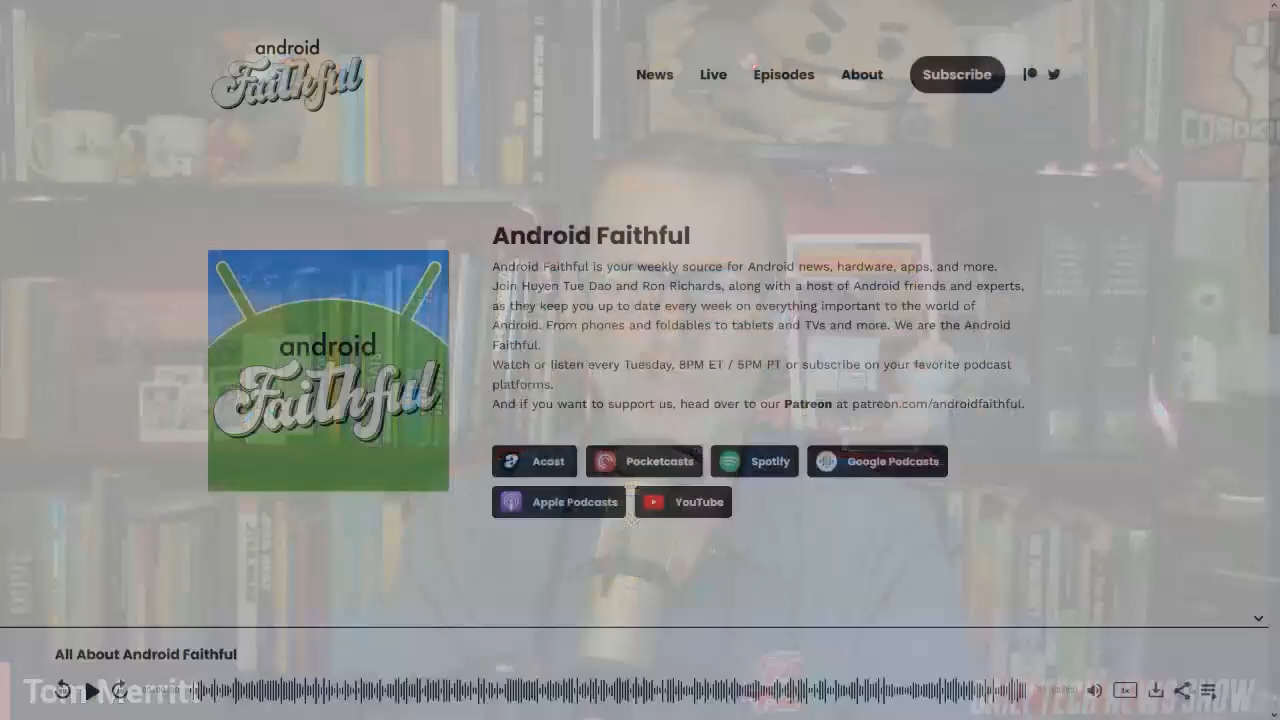 android
Faithful
News Live Episodes About Subscribe
CORDKI
Android Faithful
Android Faithful is your weekly source for Android news, hardware, apps, and more.
Join Huyen Tue Dao and Ron Richards, along with a host of Android friends and experts,
as they keep you up to date every week on everything important to the world of
Android. From phones and foldables to tablets and TVs and more. We are the Android
Faithful.
Watch or listen every Tuesday, 8PM ET / 5PM PT or subscribe on your favorite podcast
platforms.
And if you want to support us, head over to our Patreon at patreon.com/androidfaithful.
android
Faithful
Acast Pocketcasts Spotify Google Podcasts
Apple Podcasts YouTube
All About Android Faithful
Tom Merritt
1x
DAILY TECH NEWS SHOW